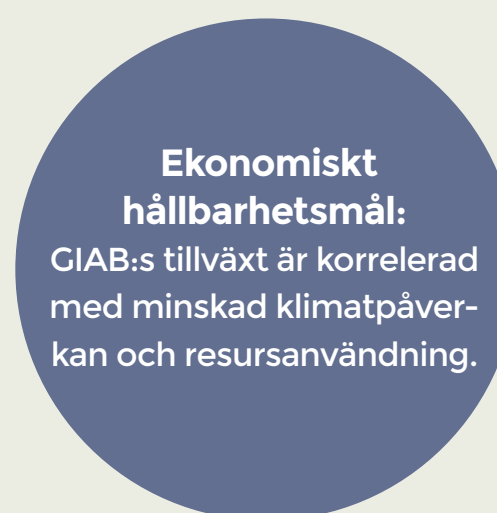 Ekonomiskt
hållbarhetsmål:
GIAB:s tillväxt är korrelerad
med minskad klimatpåver-
kan och resursanvändning.